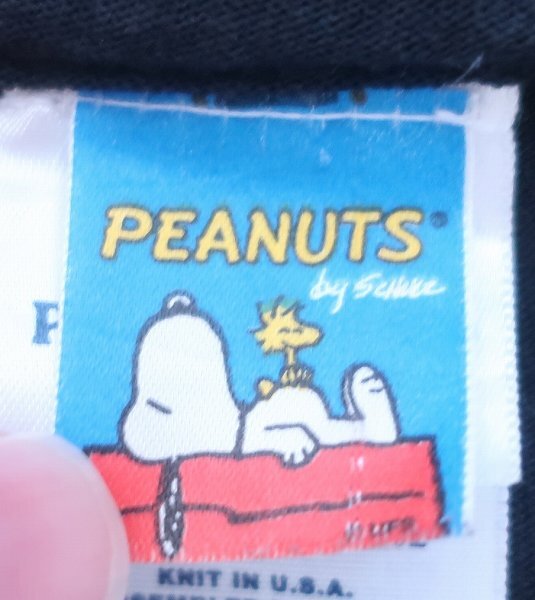 PEANUTS®
by Schulz
P
KNIT IN U.S.A.